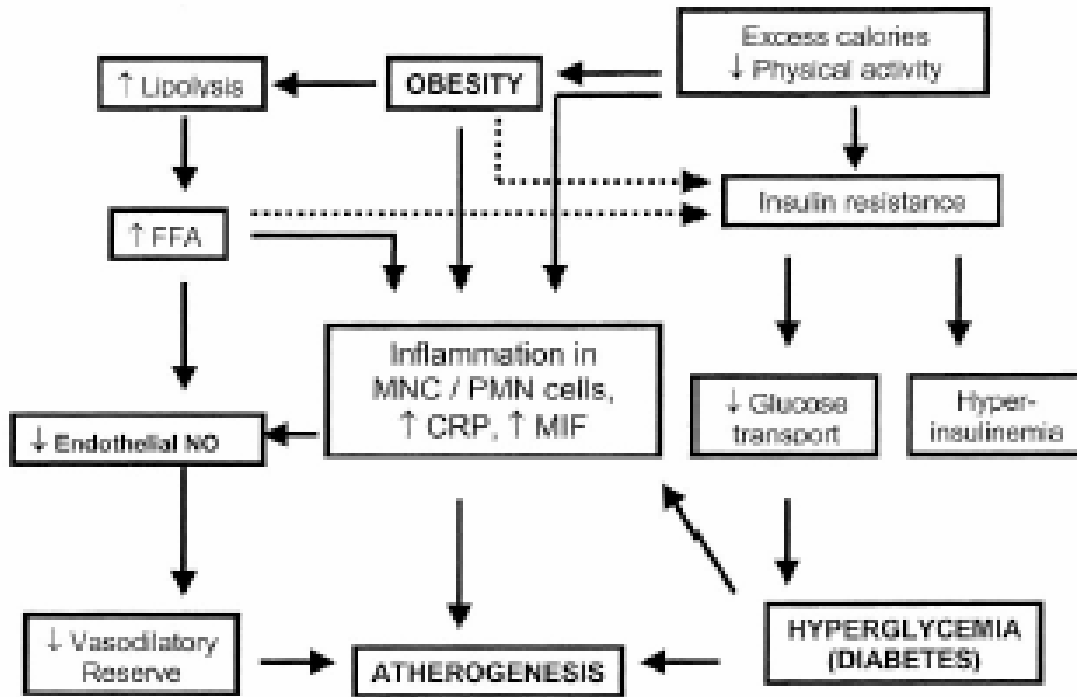 Excess calories
↓ Physical activity
↑ Lipolysis
OBESITY
Insulin resistance
↑ FFA
Inflammation in
MNC / PMN cells,
↑ CRP, ↑ MIF
↓ Glucose
transport
Hyper-
insulinemia
↓ Endothelial NO
↓ Vasodilatory
Reserve
ATHEROGENESIS
HYPERGLYCEMIA
(DIABETES)